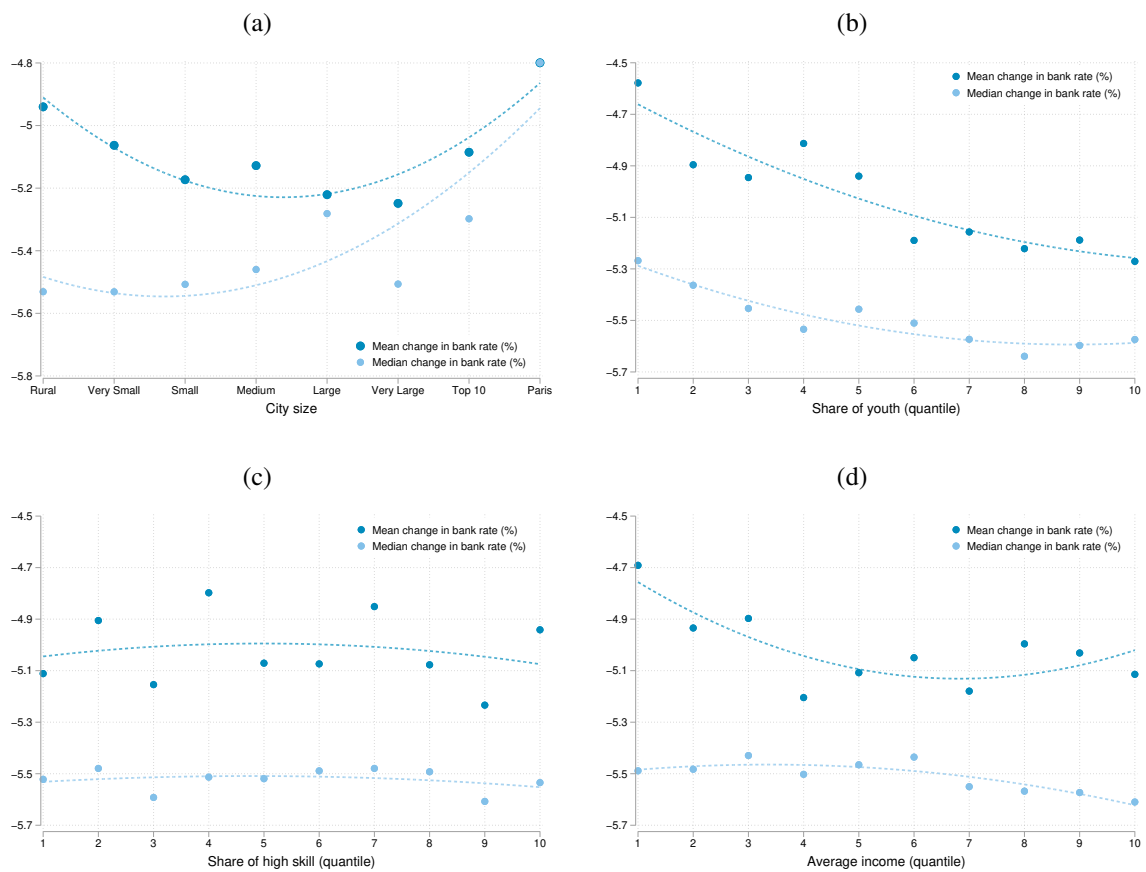 (a)
−4.8
−5
−5.2
−5.4
−5.6
−5.8
Mean change in bank rate (%)
Median change in bank rate (%)
Rural Very Small Small Medium Large Very Large Top 10 Paris
City size
(b)
−4.5
−4.7
−4.9
−5.1
−5.3
−5.5
−5.7
Mean change in bank rate (%)
Median change in bank rate (%)
1 2 3 4 5 6 7 8 9 10
Share of youth (quantile)
(c)
−4.5
−4.7
−4.9
−5.1
−5.3
−5.5
−5.7
Mean change in bank rate (%)
Median change in bank rate (%)
1 2 3 4 5 6 7 8 9 10
Share of high skill (quantile)
(d)
−4.5
−4.7
−4.9
−5.1
−5.3
−5.5
−5.7
Mean change in bank rate (%)
Median change in bank rate (%)
1 2 3 4 5 6 7 8 9 10
Average income (quantile)